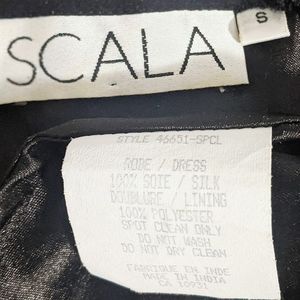 SCALA
S
STYLE 46651-SPCL
ROBE / DRESS
100% SOIE / SILK
DOUBLURE / LINING
100% POLYESTER
SPOT CLEAN ONLY
DO NOT WASH
DO NOT DRY CLEAN
FABRIQUE EN INDE
MADE IN INDIA
CA 10931